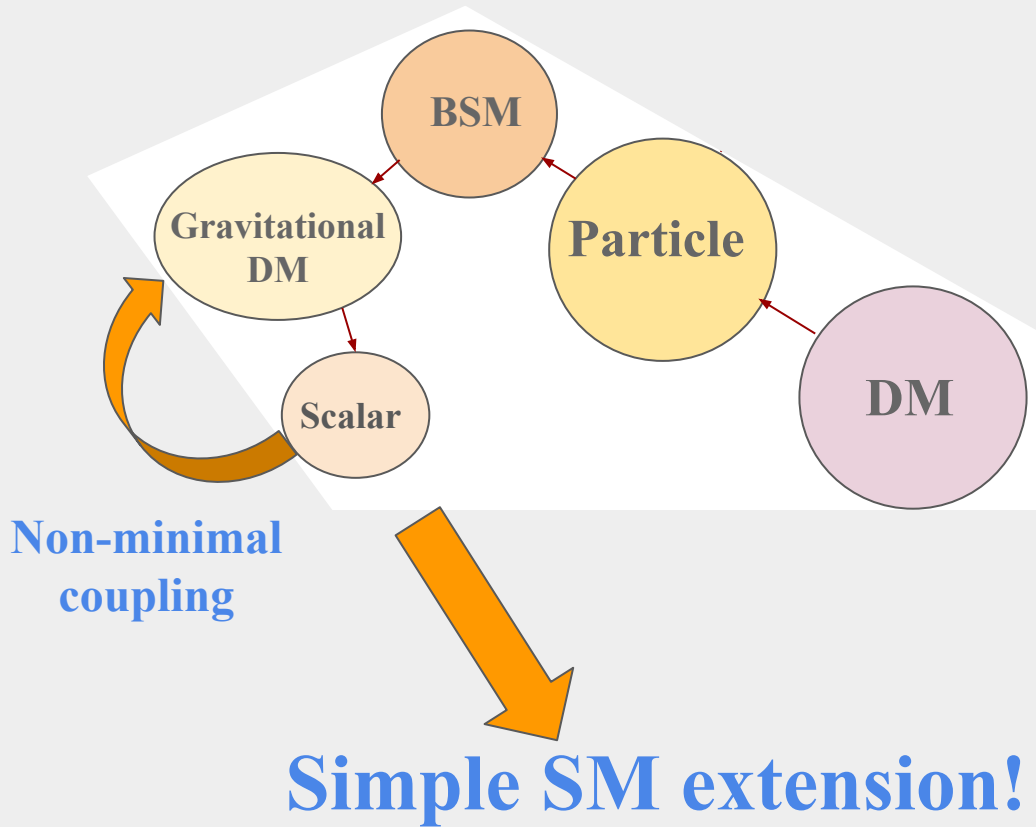 BSM
Gravitational
DM
Particle
Scalar
DM
Non-minimal
coupling
Simple SM extension!